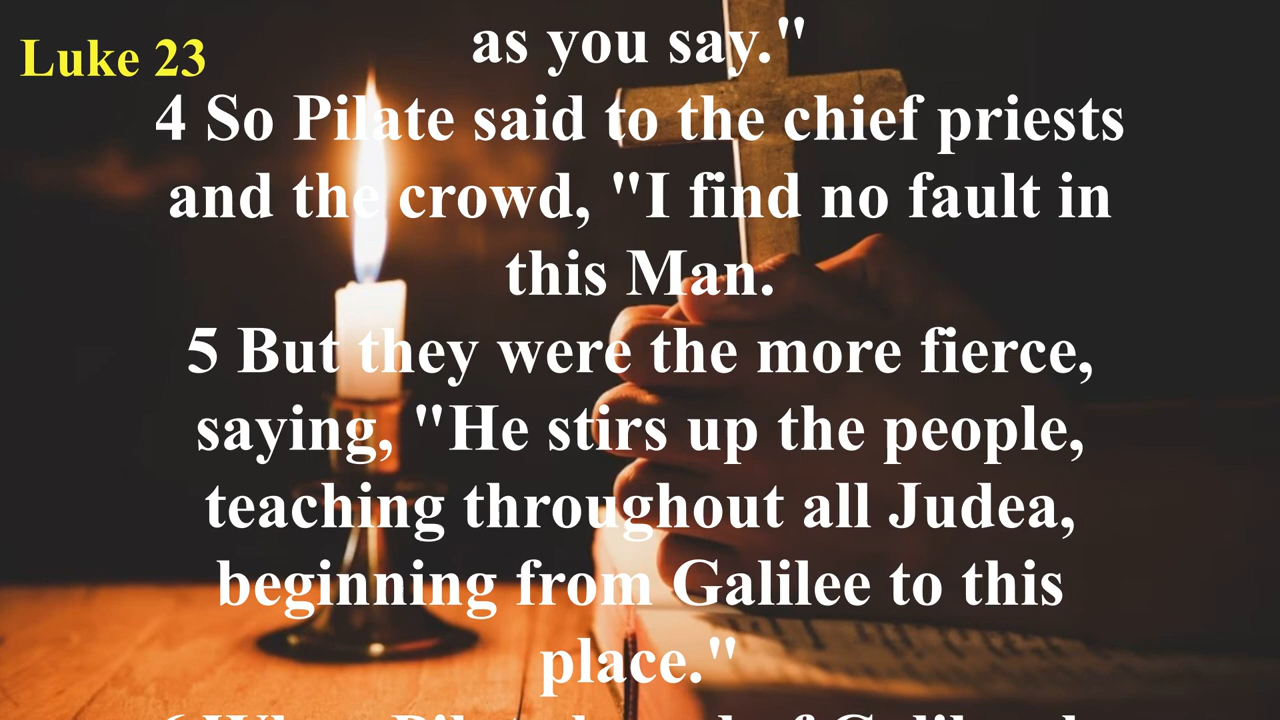 Luke 23
as you say."
4 So Pilate said to the chief priests
and the crowd, "I find no fault in
this Man.
5 But they were the more fierce,
saying, "He stirs up the people,
teaching throughout all Judea,
beginning from Galilee to this
place."